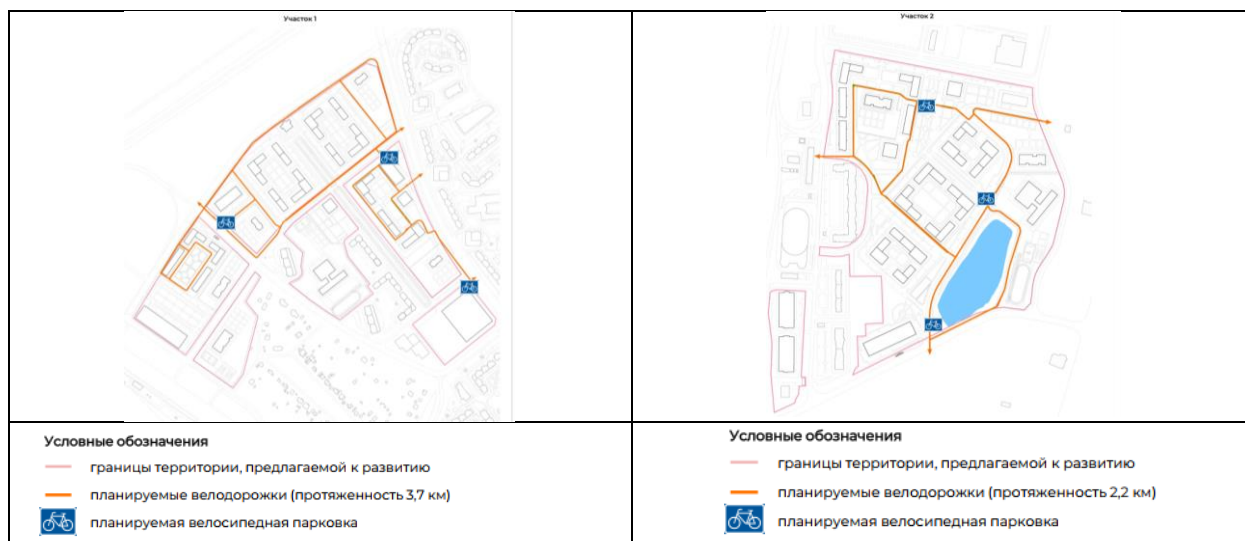 Участок 1
Участок 2
Условные обозначения
границы территории, предлагаемой к развитию
планируемые велодорожки (протяженность 3,7 км)
планируемая велосипедная парковка
Условные обозначения
границы территории, предлагаемой к развитию
планируемые велодорожки (протяженность 2,2 км)
планируемая велосипедная парковка